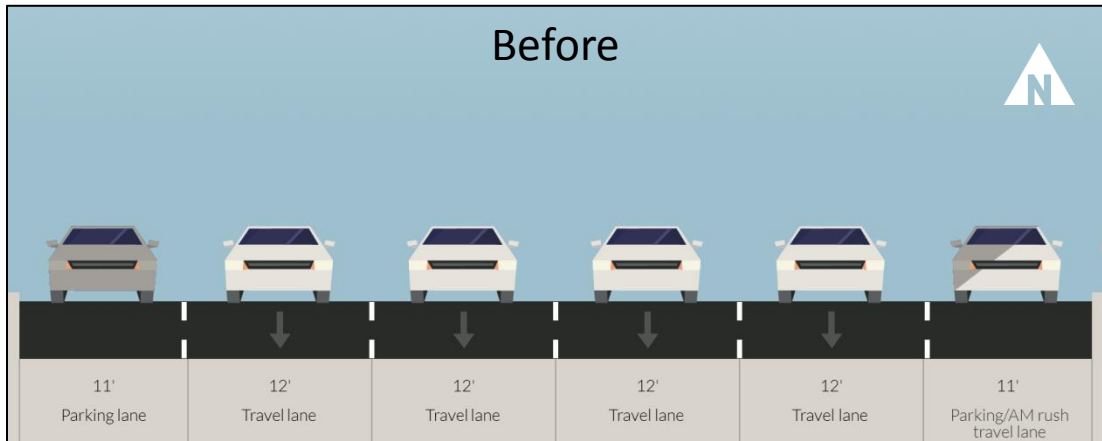 Before
N
11'
Parking lane
12'
Travel lane
12'
Travel lane
12'
Travel lane
12'
Travel lane
11'
Parking/AM rush
travel lane